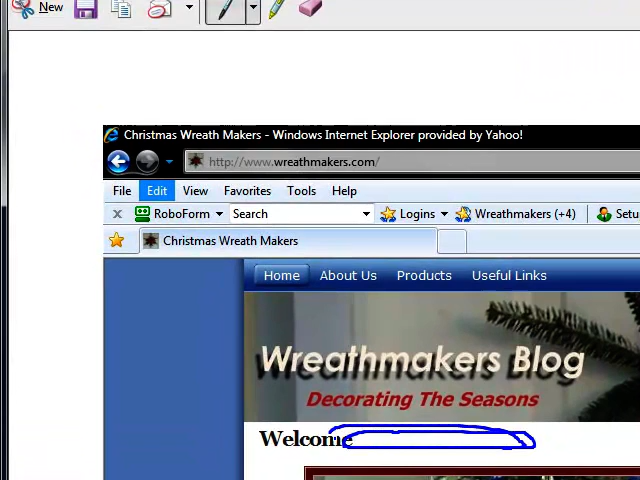 New
Christmas Wreath Makers - Windows Internet Explorer provided by Yahoo!
http://www.wreathmakers.com/
File Edit View Favorites Tools Help
RoboForm Search Logins Wreathmakers (+4) Setu
Christmas Wreath Makers
Home About Us Products Useful Links
Wreathmakers Blog
Decorating The Seasons
Welcome